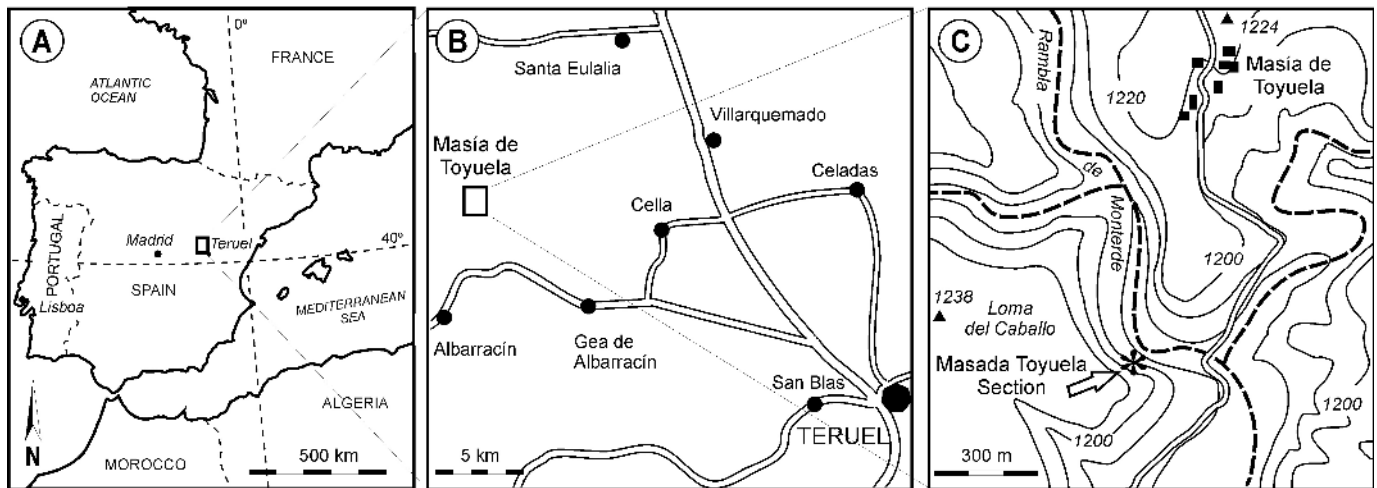 A
0º
FRANCE
ATLANTIC
OCEAN
PORTUGAL
Madrid
Teruel
40º
SPAIN
Lisboa
MEDITERRANEAN
SEA
ALGERIA
N
MOROCCO
500 km
B
Santa Eulalia
Villarquemado
Masía de
Toyuela
Celadas
Cella
Albarracín
Gea de
Albarracín
San Blas
TERUEL
5 km
C
Rambla
de
Monterde
1224
Masía de
Toyuela
1220
1200
1238
Loma
del Caballo
Masada Toyuela
Section
1200
1200
300 m